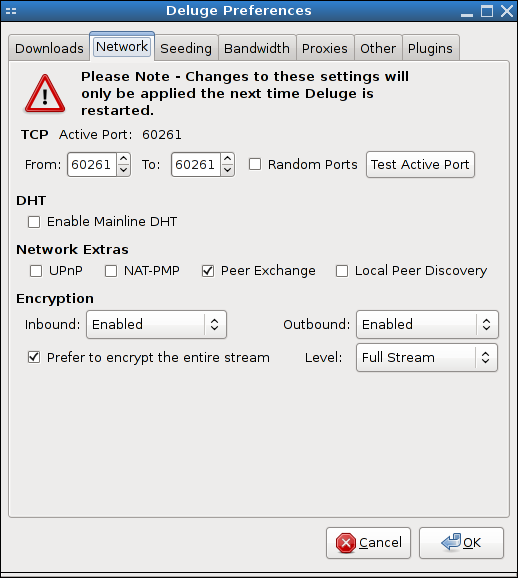 Deluge Preferences
Downloads Network Seeding Bandwidth Proxies Other Plugins
Please Note - Changes to these settings will
only be applied the next time Deluge is
restarted.
TCP Active Port: 60261
From: 60261 To: 60261 Random Ports Test Active Port
DHT
Enable Mainline DHT
Network Extras
UPnP NAT-PMP Peer Exchange Local Peer Discovery
Encryption
Inbound: Enabled Outbound: Enabled
Prefer to encrypt the entire stream Level: Full Stream
Cancel OK